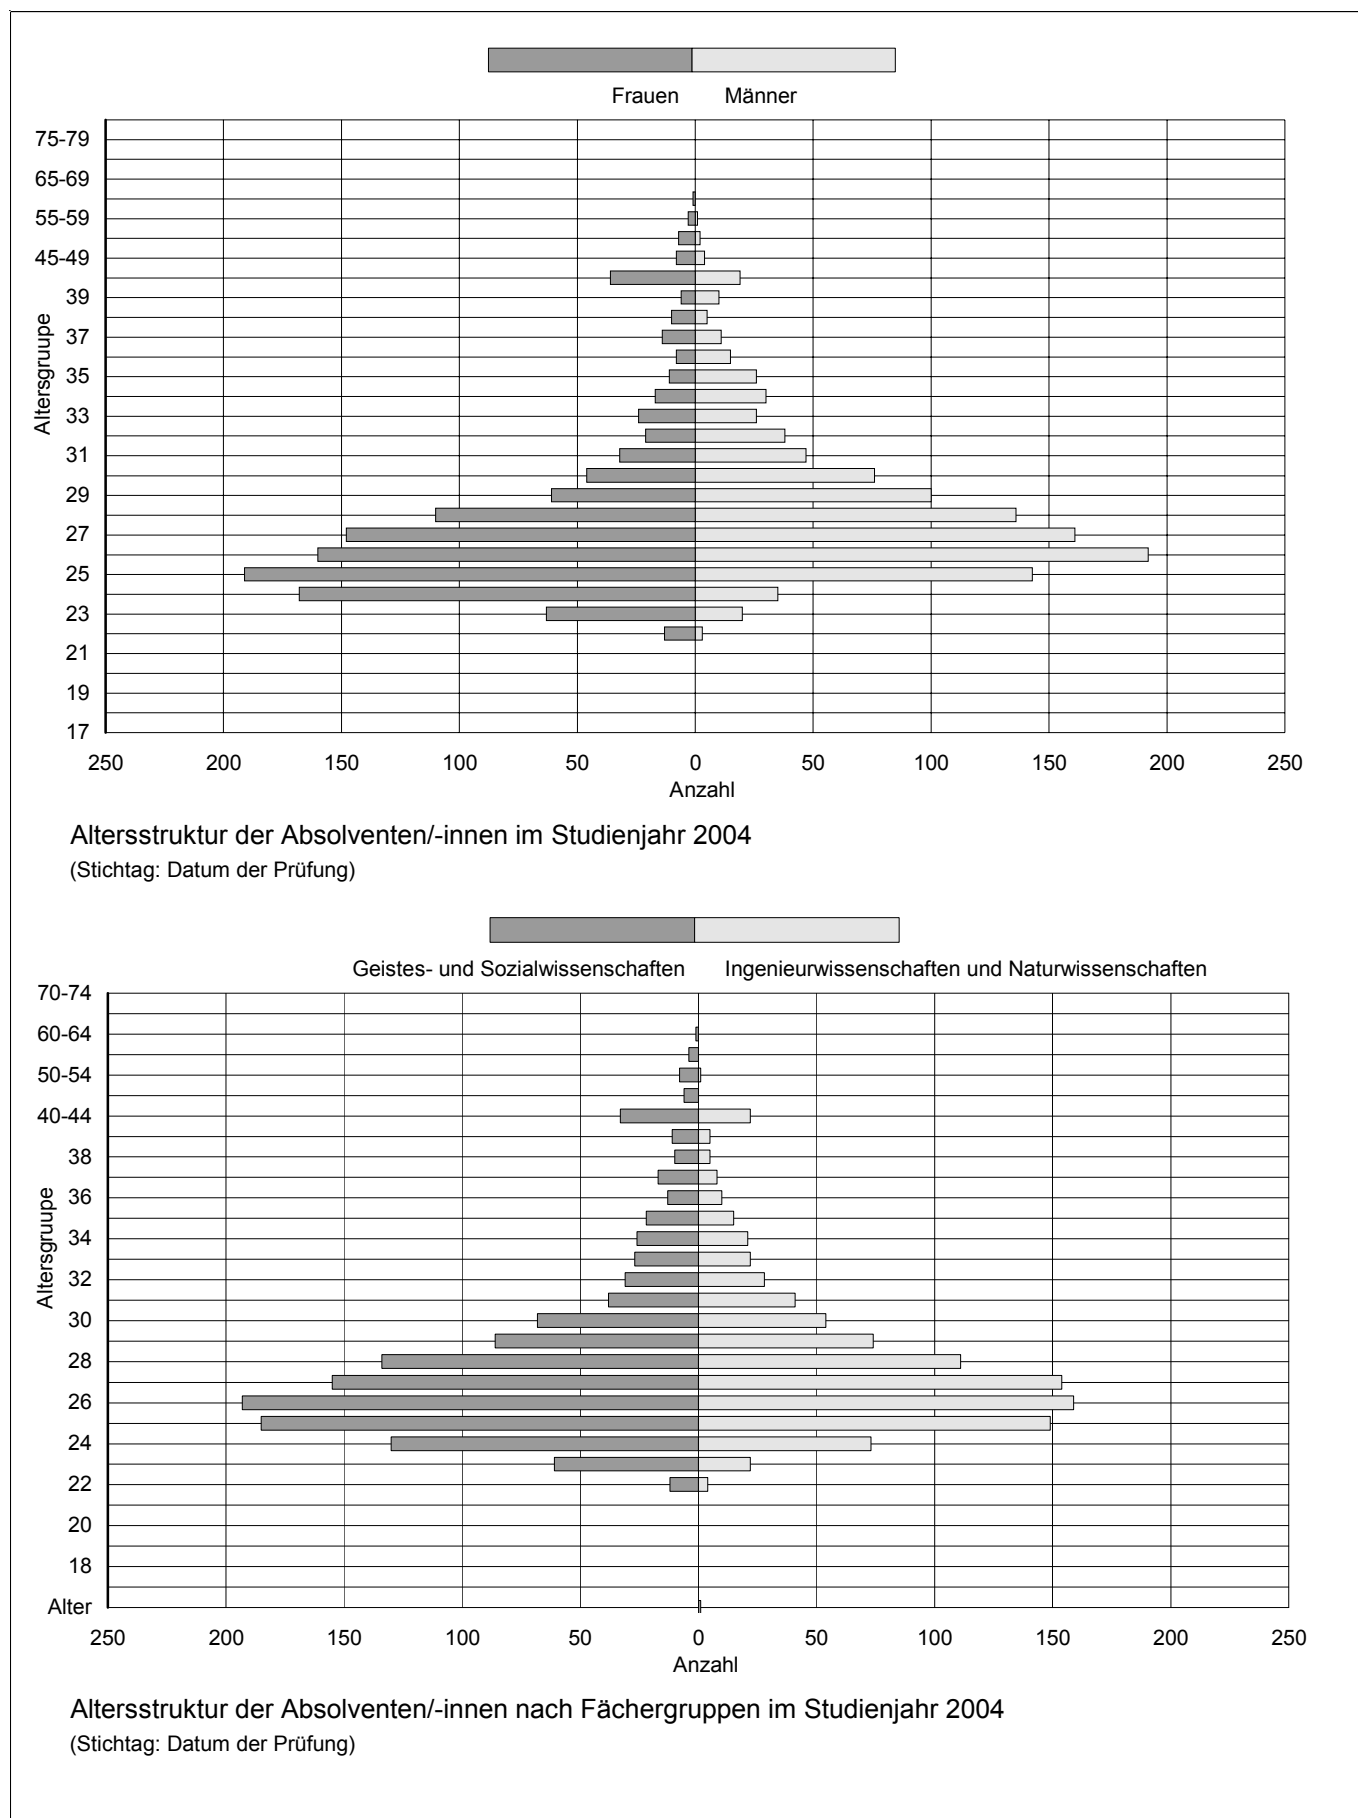 Frauen Männer
75-79
65-69
55-59
45-49
39
37
35
33
31
29
27
25
23
21
19
17
Altersgruupe
250 200 150 100 50 0 50 100 150 200 250
Anzahl
Altersstruktur der Absolventen/-innen im Studienjahr 2004
(Stichtag: Datum der Prüfung)
Geistes- und Sozialwissenschaften Ingenieurwissenschaften und Naturwissenschaften
70-74
60-64
50-54
40-44
38
36
34
32
30
28
26
24
22
20
18
Alter
Altersgruupe
250 200 150 100 50 0 50 100 150 200 250
Anzahl
Altersstruktur der Absolventen/-innen nach Fächergruppen im Studienjahr 2004
(Stichtag: Datum der Prüfung)